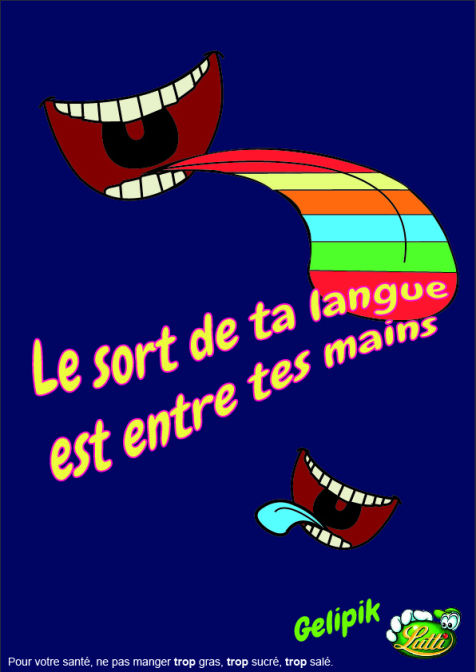 Le sort de ta langue
est entre tes mains
Gelipik
Lutti
Pour votre santé, ne pas manger trop gras, trop sucré, trop salé.